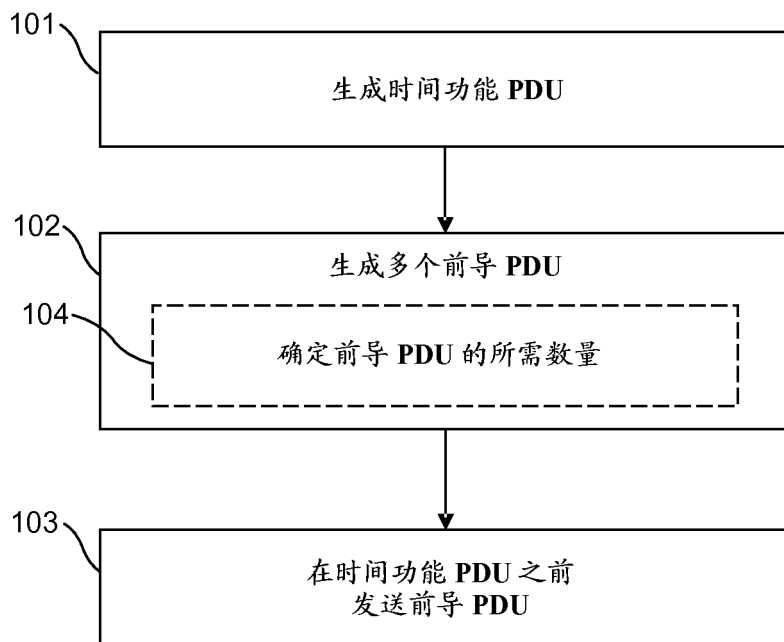 101
生成时间功能 PDU
102
生成多个前导 PDU
104
确定前导 PDU 的所需数量
103
在时间功能 PDU 之前
发送前导 PDU